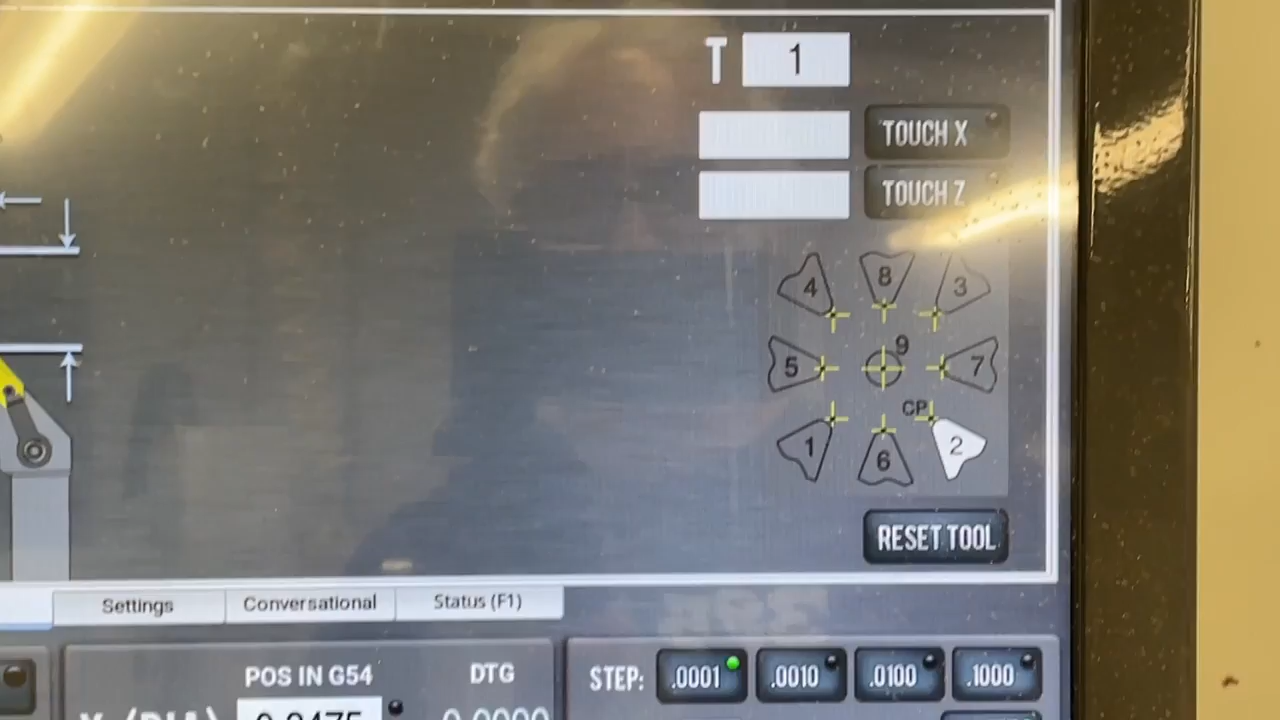 T 1
TOUCH X
TOUCH Z
4 8 3
5 9 7
CP
1 6 2
RESET TOOL
Settings Conversational Status (F1)
POS IN G54 DTG STEP: .0001 .0010 .0100 .1000